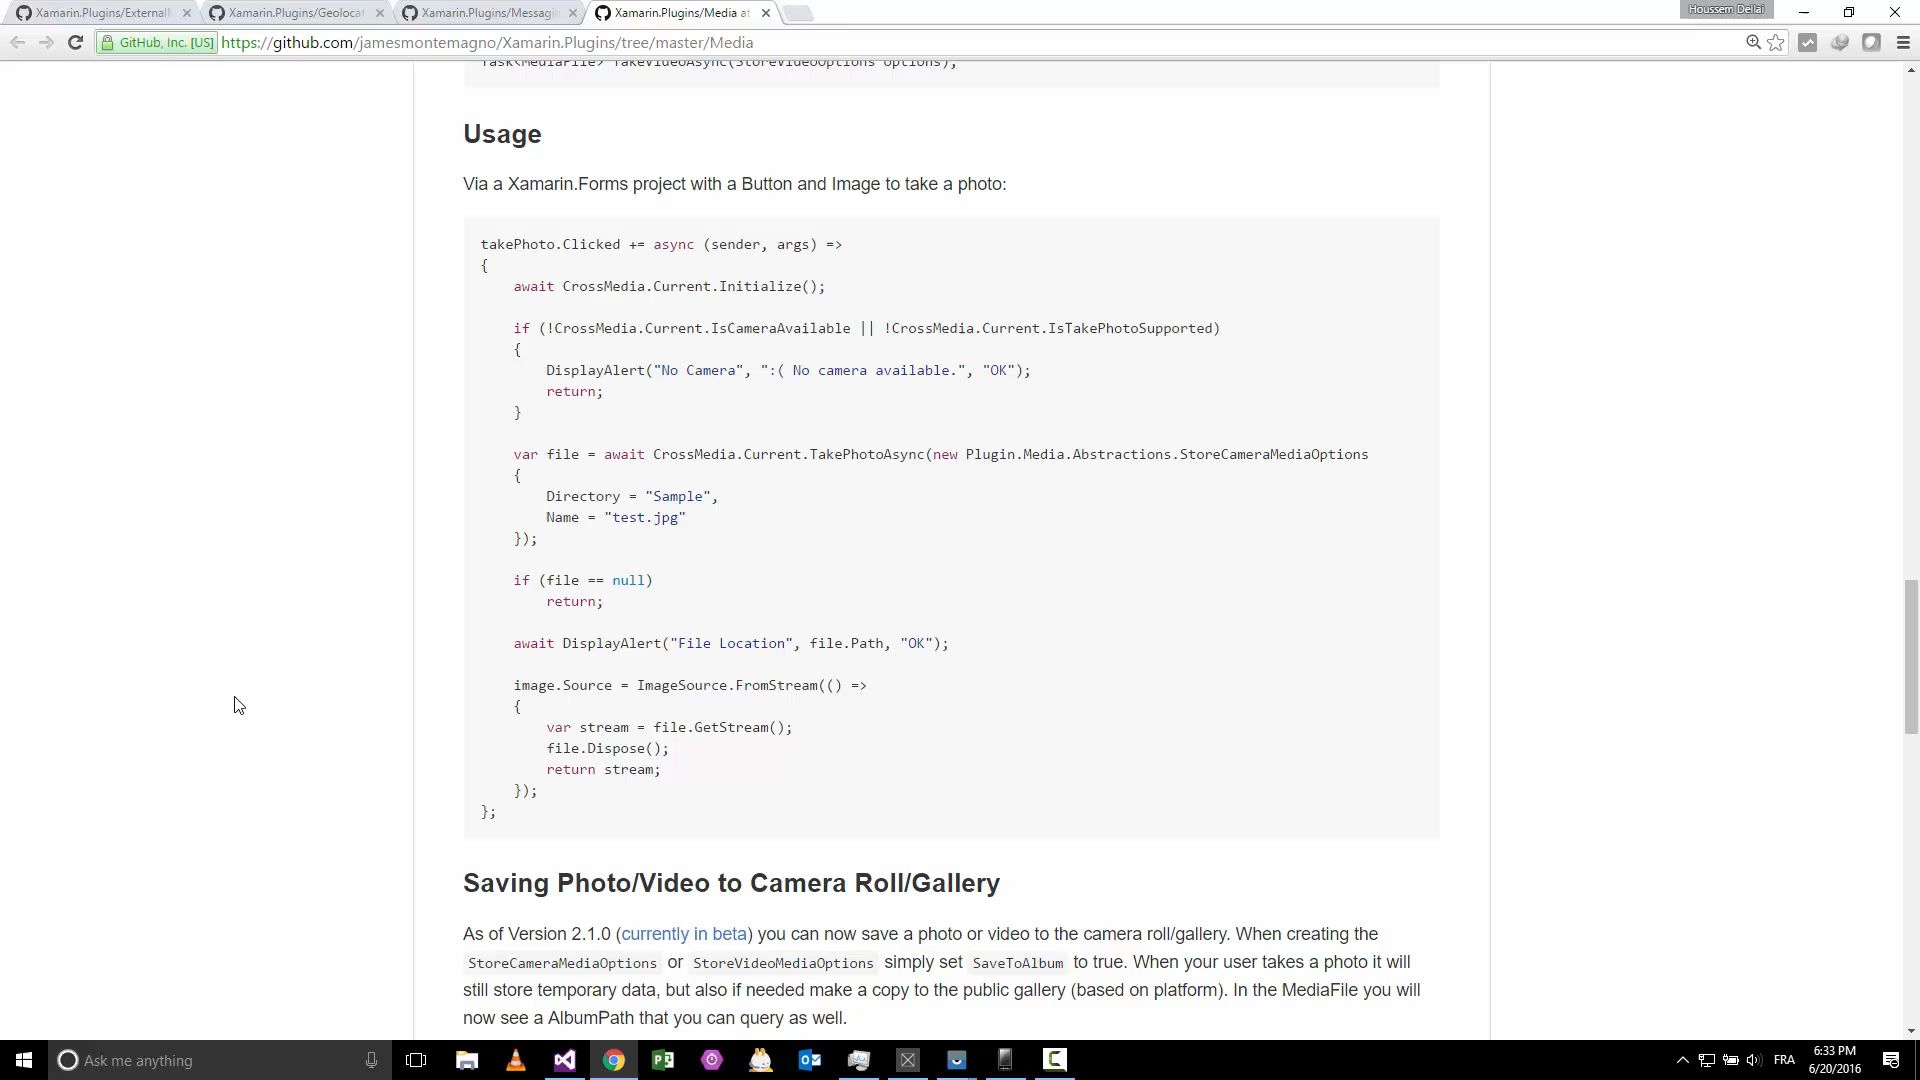 Xamarin.Plugins/External
Xamarin.Plugins/Geolocat
Xamarin.Plugins/Messagin
Xamarin.Plugins/Media at
Houssem Dellai
GitHub, Inc. [US]
https://github.com/jamesmontemagno/Xamarin.Plugins/tree/master/Media
Task<MediaFile> TakeVideoAsync(StoreVideoOptions options);
Usage
Via a Xamarin.Forms project with a Button and Image to take a photo:
takePhoto.Clicked += async (sender, args) =>
{
await CrossMedia.Current.Initialize();
if (!CrossMedia.Current.IsCameraAvailable || !CrossMedia.Current.IsTakePhotoSupported)
{
DisplayAlert("No Camera", ":( No camera available.", "OK");
return;
}
var file = await CrossMedia.Current.TakePhotoAsync(new Plugin.Media.Abstractions.StoreCameraMediaOptions
{
Directory = "Sample",
Name = "test.jpg"
});
if (file == null)
return;
await DisplayAlert("File Location", file.Path, "OK");
image.Source = ImageSource.FromStream(() =>
{
var stream = file.GetStream();
file.Dispose();
return stream;
});
};
Saving Photo/Video to Camera Roll/Gallery
As of Version 2.1.0 (currently in beta) you can now save a photo or video to the camera roll/gallery. When creating the
StoreCameraMediaOptions or StoreVideoMediaOptions simply set SaveToAlbum to true. When your user takes a photo it will
still store temporary data, but also if needed make a copy to the public gallery (based on platform). In the MediaFile you will
now see a AlbumPath that you can query as well.
Ask me anything
FRA
6:33 PM
6/20/2016